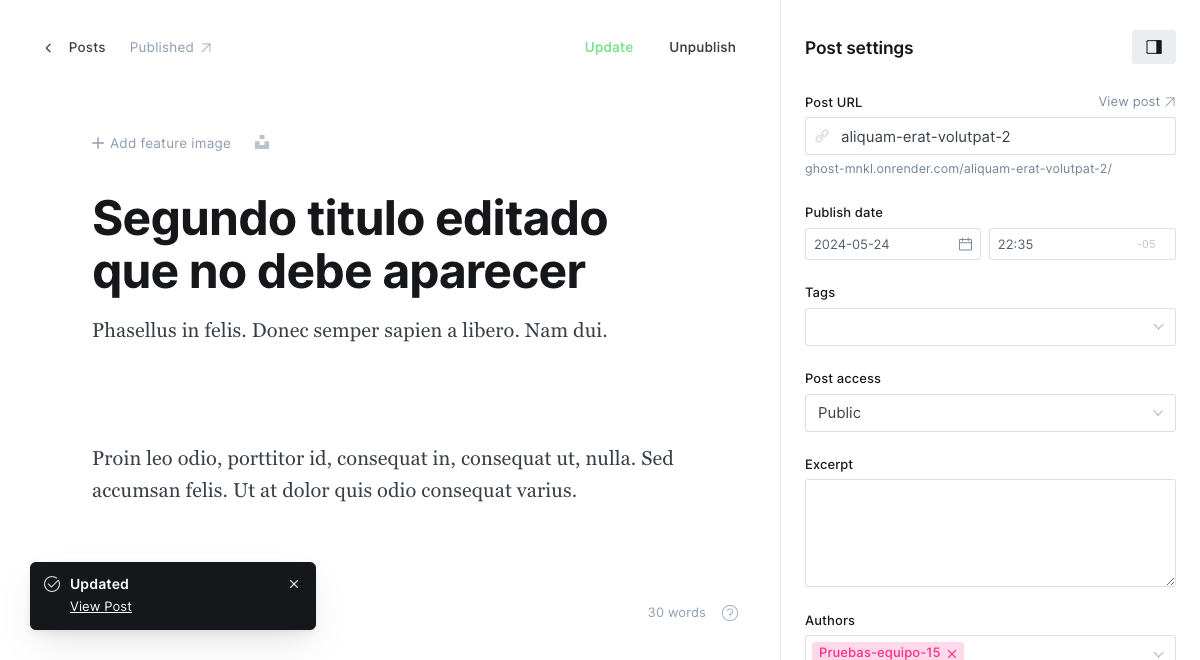 Posts
Published
Update
Unpublish
Post settings
Add feature image
Post URL
View post
aliquam-erat-volutpat-2
ghost-mnkl.onrender.com/aliquam-erat-volutpat-2/
Segundo titulo editado
que no debe aparecer
Publish date
2024-05-24
22:35
-05
Phasellus in felis. Donec semper sapien a libero. Nam dui.
Tags
Post access
Public
Proin leo odio, porttitor id, consequat in, consequat ut, nulla. Sed
accumsan felis. Ut at dolor quis odio consequat varius.
Excerpt
Updated
View Post
30 words
?
Authors
Pruebas-equipo-15